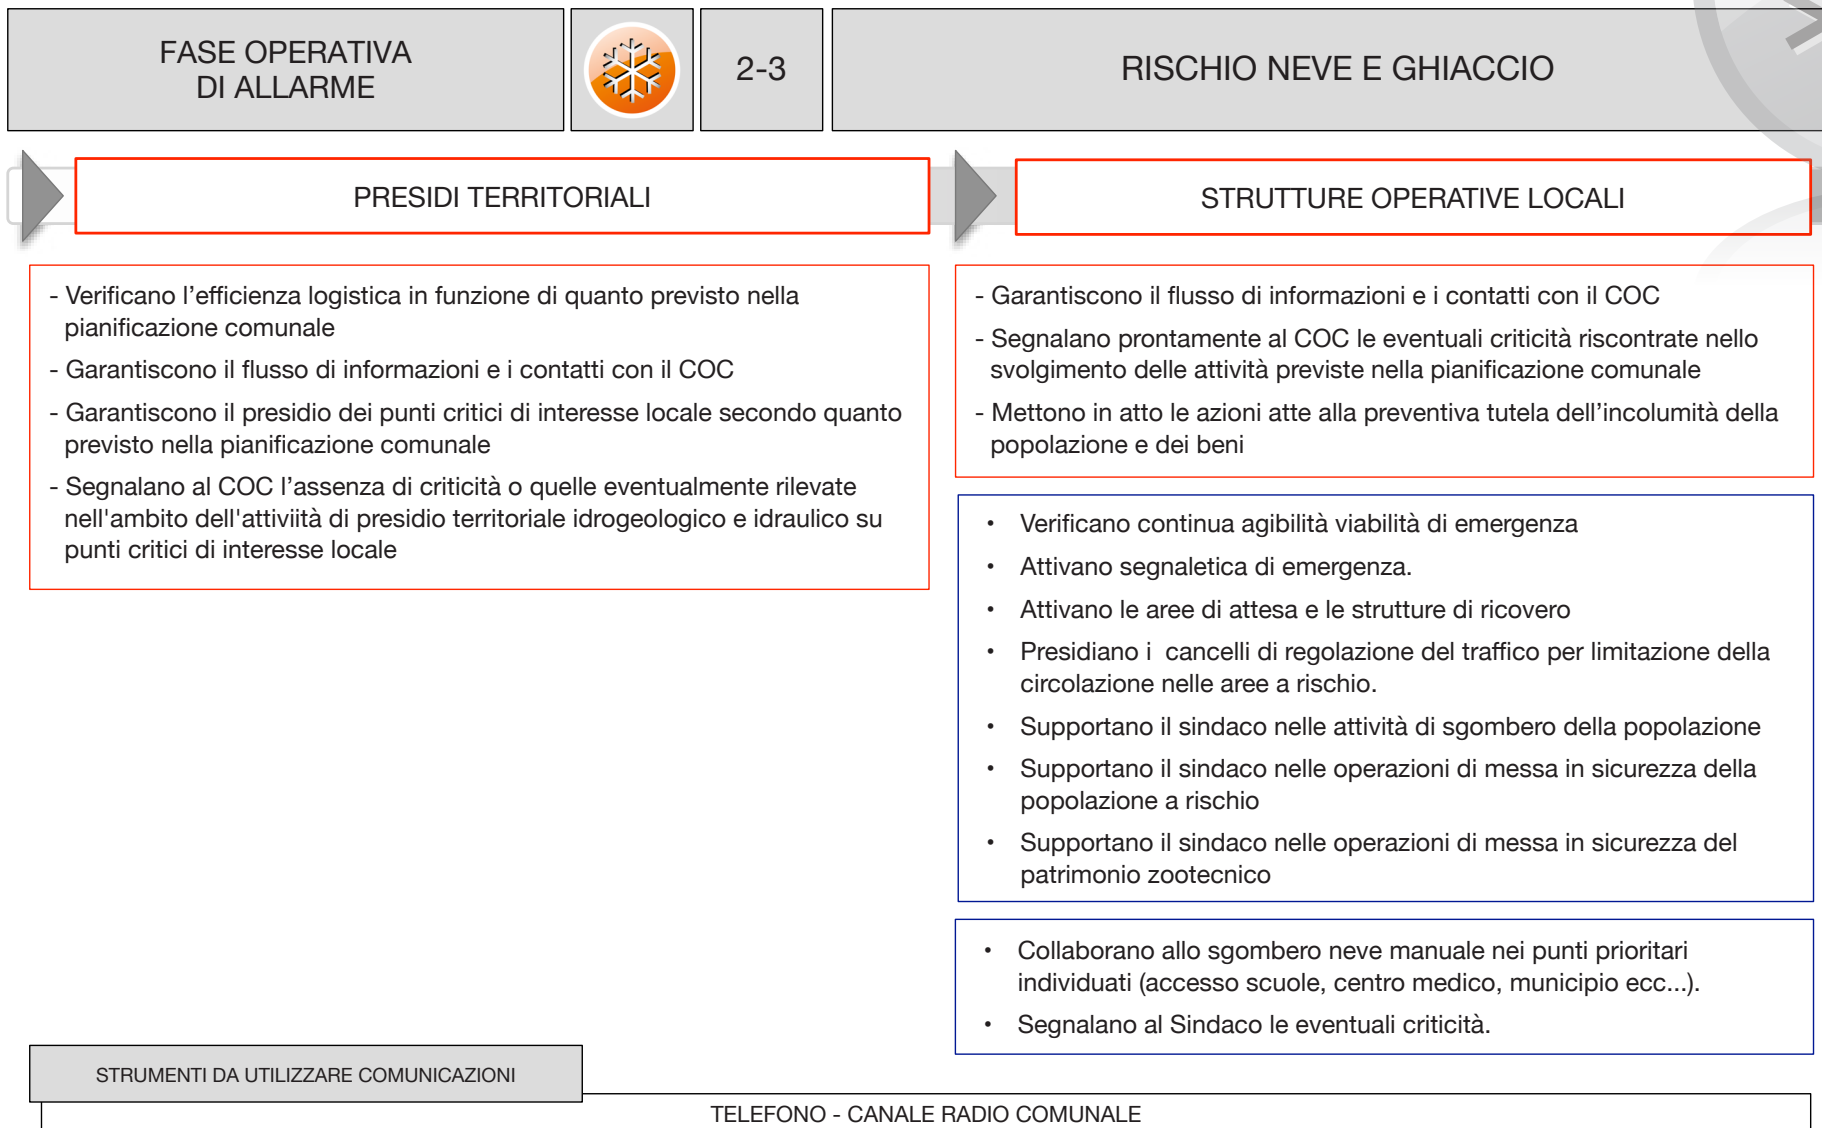 FASE OPERATIVA
DI ALLARME
2-3
RISCHIO NEVE E GHIACCIO
PRESIDI TERRITORIALI
- Verificano l’efficienza logistica in funzione di quanto previsto nella
pianificazione comunale
- Garantiscono il flusso di informazioni e i contatti con il COC
- Garantiscono il presidio dei punti critici di interesse locale secondo quanto
previsto nella pianificazione comunale
- Segnalano al COC l’assenza di criticità o quelle eventualmente rilevate
nell'ambito dell'attiviità di presidio territoriale idrogeologico e idraulico su
punti critici di interesse locale
STRUTTURE OPERATIVE LOCALI
- Garantiscono il flusso di informazioni e i contatti con il COC
- Segnalano prontamente al COC le eventuali criticità riscontrate nello
svolgimento delle attività previste nella pianificazione comunale
- Mettono in atto le azioni atte alla preventiva tutela dell’incolumità della
popolazione e dei beni
• Verificano continua agibilità viabilità di emergenza
• Attivano segnaletica di emergenza.
• Attivano le aree di attesa e le strutture di ricovero
• Presidiano i  cancelli di regolazione del traffico per limitazione della
circolazione nelle aree a rischio.
• Supportano il sindaco nelle attività di sgombero della popolazione
• Supportano il sindaco nelle operazioni di messa in sicurezza della
popolazione a rischio
• Supportano il sindaco nelle operazioni di messa in sicurezza del
patrimonio zootecnico
• Collaborano allo sgombero neve manuale nei punti prioritari
individuati (accesso scuole, centro medico, municipio ecc...).
• Segnalano al Sindaco le eventuali criticità.
STRUMENTI DA UTILIZZARE COMUNICAZIONI
TELEFONO - CANALE RADIO COMUNALE